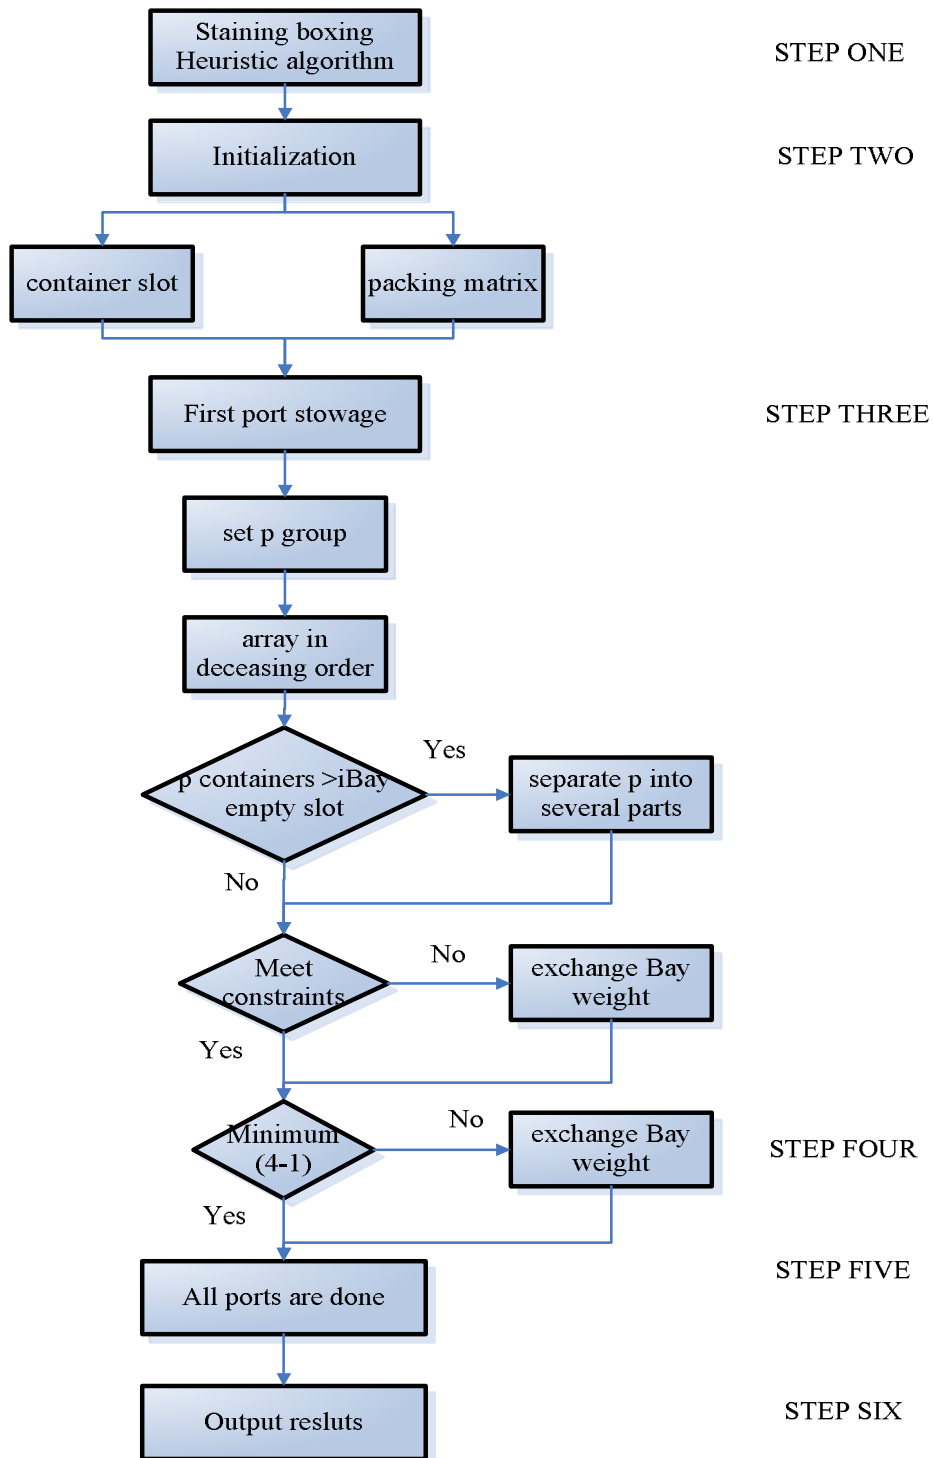 Staining boxing
Heuristic algorithm
STEP ONE
Initialization
STEP TWO
container slot
packing matrix
First port stowage
STEP THREE
set p group
array in
deceasing order
p containers >iBay
empty slot
Yes
separate p into
several parts
No
Meet
constraints
No
exchange Bay
weight
Yes
Minimum
(4-1)
No
exchange Bay
weight
STEP FOUR
Yes
All ports are done
STEP FIVE
Output resluts
STEP SIX